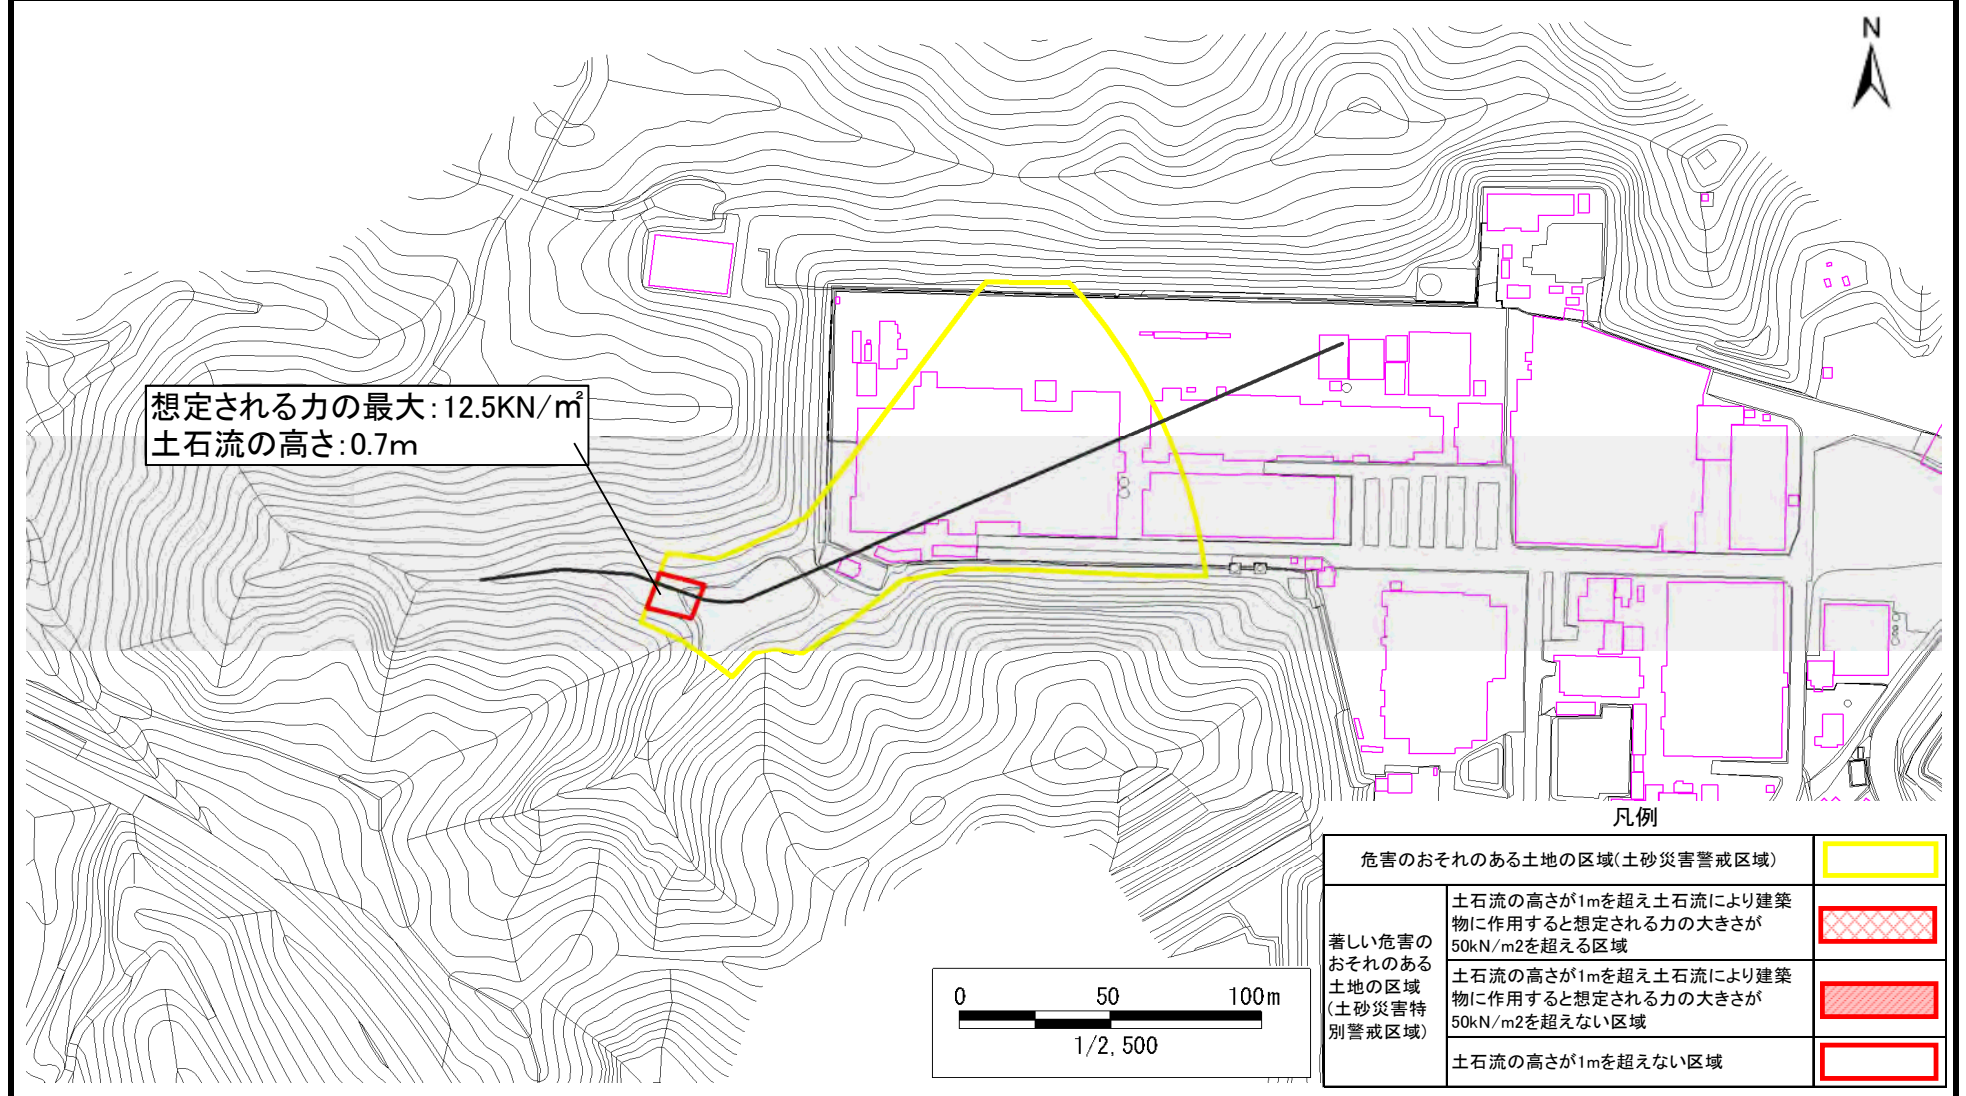 N
想定される力の最大：12.5KN/㎡
土石流の高さ：0.7m
凡例
危害のおそれのある土地の区域(土砂災害警戒区域)
著しい危害の
おそれのある
土地の区域
(土砂災害特
別警戒区域)
土石流の高さが1mを超え土石流により建築
物に作用すると想定される力の大きさが
50kN/m2を超える区域
土石流の高さが1mを超え土石流により建築
物に作用すると想定される力の大きさが
50kN/m2を超えない区域
土石流の高さが1mを超えない区域
0 50 100m
1/2,500